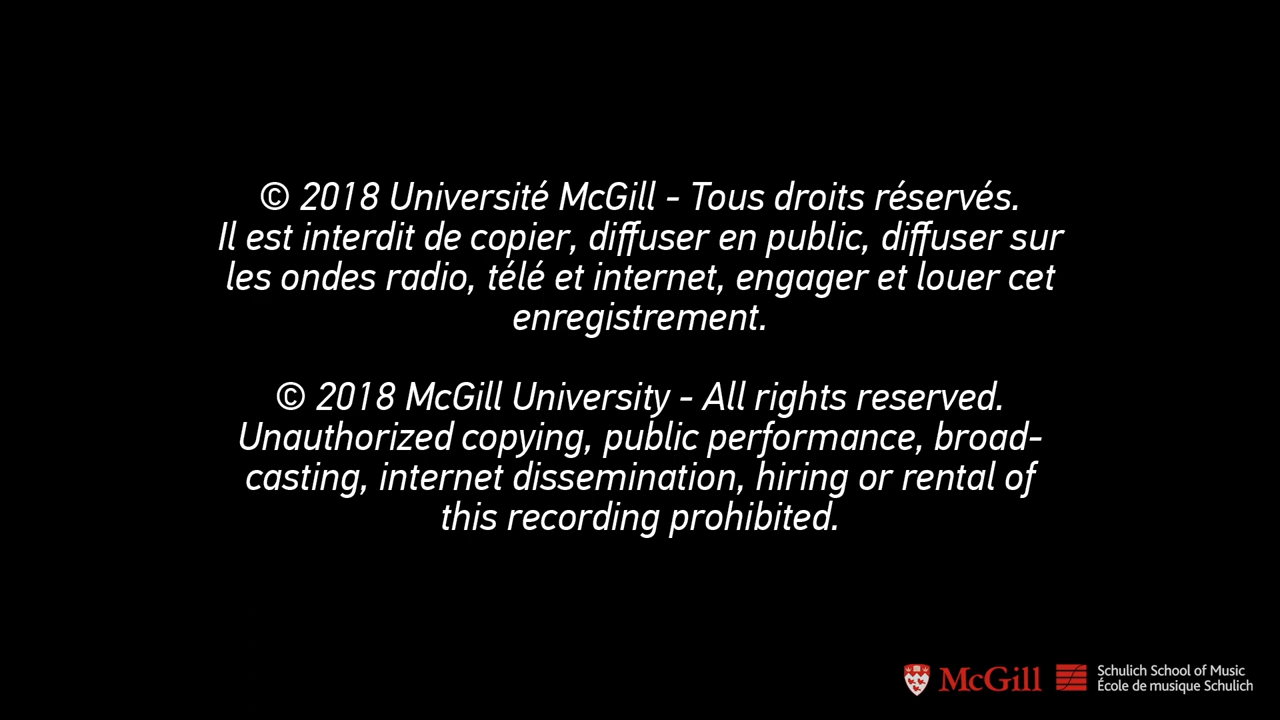 © 2018 Université McGill - Tous droits réservés.
Il est interdit de copier, diffuser en public, diffuser sur
les ondes radio, télé et internet, engager et louer cet
enregistrement.
© 2018 McGill University - All rights reserved.
Unauthorized copying, public performance, broad-
casting, internet dissemination, hiring or rental of
this recording prohibited.
McGill
Schulich School of Music
École de musique Schulich